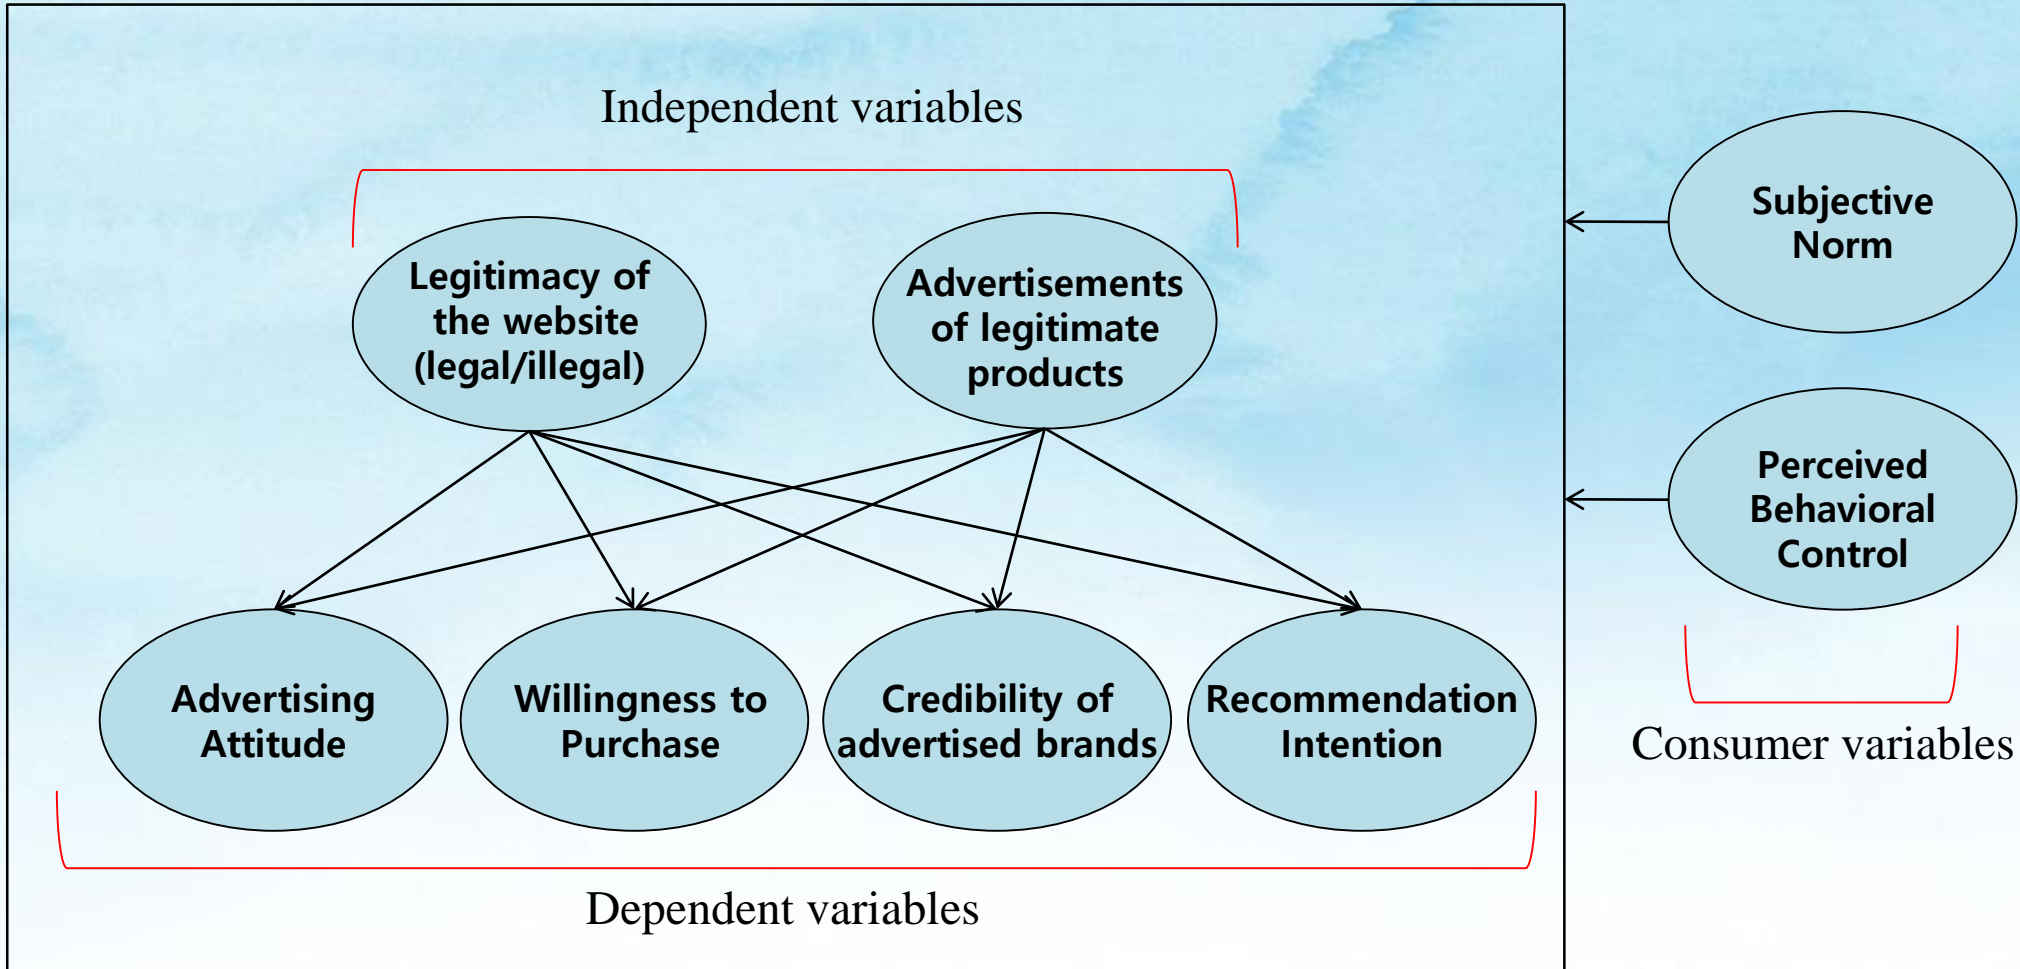 Independent variables
Legitimacy of
the website
(legal/illegal)
Advertisements
of legitimate
products
Subjective
Norm
Perceived
Behavioral
Control
Advertising
Attitude
Willingness to
Purchase
Credibility of
advertised brands
Recommendation
Intention
Consumer variables
Dependent variables